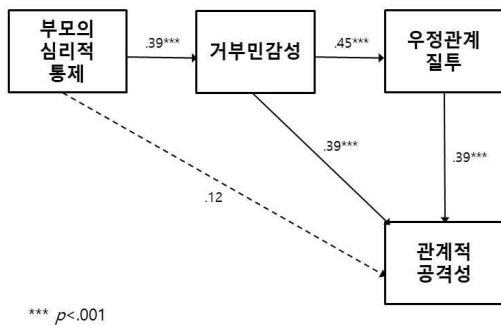 부모의
심리적
통제
.39***
거부민감성
.45***
우정관계
질투
.39***
.39***
.12
관계적
공격성
*** p<.001